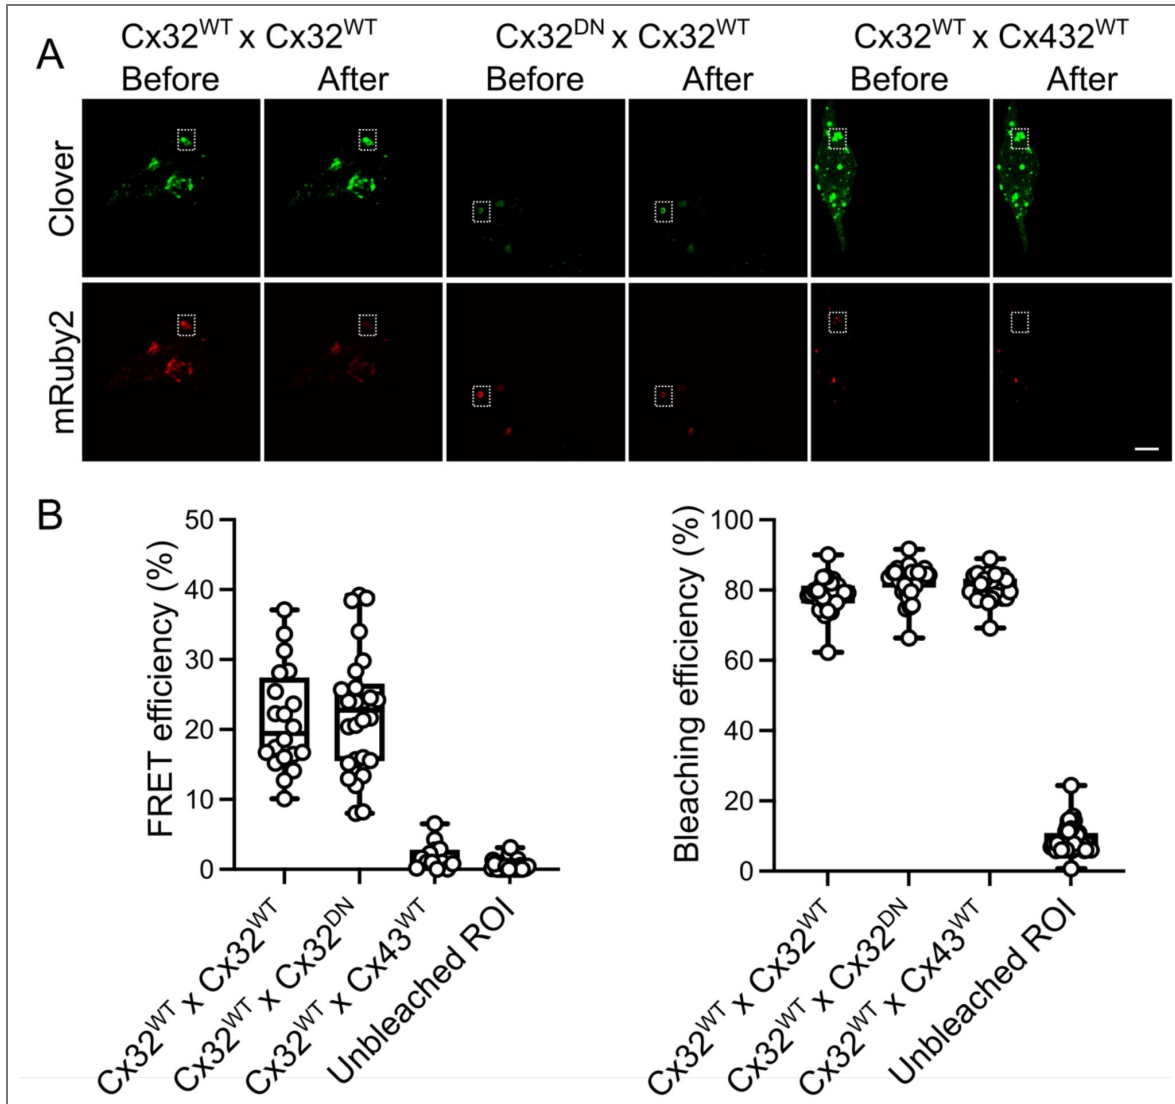 A
Cx32WT x Cx32WT Cx32DN x Cx32WT Cx32WT x Cx432WT
Before After Before After Before After
Clover
mRuby2
B
FRET efficiency (%)
50
40
30
20
10
0
Cx32WT x Cx32WT
Cx32WT x Cx32DN
Cx32WT x Cx43WT
Unbleached ROI
Bleaching efficiency (%)
100
80
60
40
20
0
Cx32WT x Cx32WT
Cx32WT x Cx32DN
Cx32WT x Cx43WT
Unbleached ROI